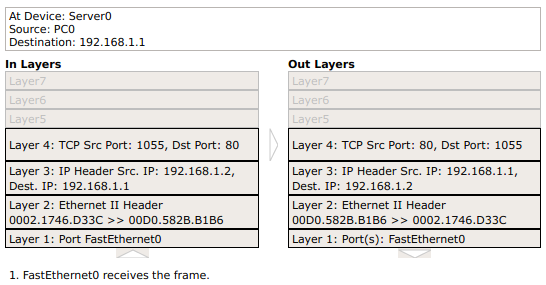 At Device: Server0
Source: PC0
Destination: 192.168.1.1
In Layers
Layer7
Layer6
Layer5
Layer 4: TCP Src Port: 1055, Dst Port: 80
Layer 3: IP Header Src. IP: 192.168.1.2,
Dest. IP: 192.168.1.1
Layer 2: Ethernet II Header
0002.1746.D33C >> 00D0.582B.B1B6
Layer 1: Port FastEthernet0
Out Layers
Layer7
Layer6
Layer5
Layer 4: TCP Src Port: 80, Dst Port: 1055
Layer 3: IP Header Src. IP: 192.168.1.1,
Dest. IP: 192.168.1.2
Layer 2: Ethernet II Header
00D0.582B.B1B6 >> 0002.1746.D33C
Layer 1: Port(s): FastEthernet0
1. FastEthernet0 receives the frame.